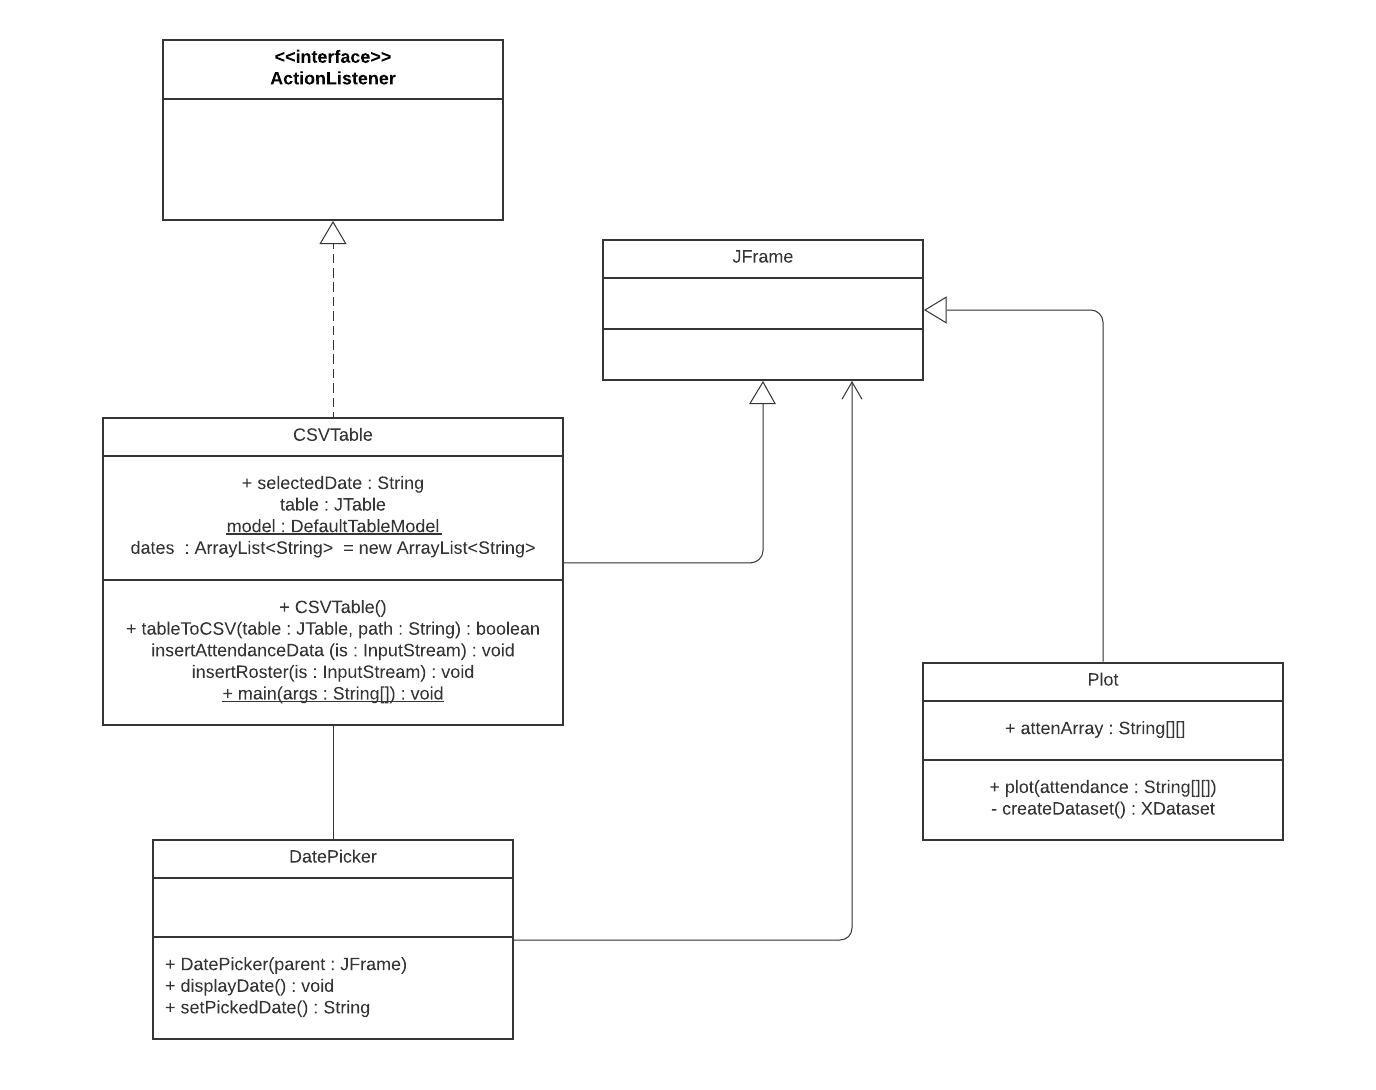 <<interface>>
ActionListener
JFrame
CSVTable
+ selectedDate : String
table : JTable
model : DefaultTableModel
dates  : ArrayList<String>  = new ArrayList<String>
+ CSVTable()
+ tableToCSV(table : JTable, path : String) : boolean
insertAttendanceData (is : InputStream) : void
insertRoster(is : InputStream) : void
+ main(args : String[]) : void
Plot
+ attenArray : String[][]
+ plot(attendance : String[][])
- createDataset() : XDataset
DatePicker
+ DatePicker(parent : JFrame)
+ displayDate() : void
+ setPickedDate() : String